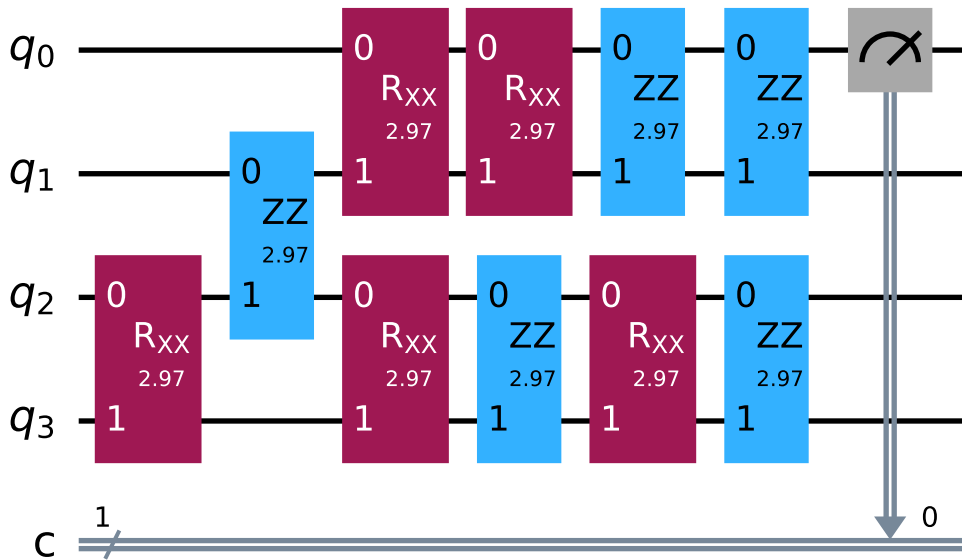 q0
0 0 0 0
RXX RXX ZZ ZZ
2.97 2.97 2.97 2.97
q1
0 1 1 1 1
ZZ
2.97
q2
0 1 0 0 0 0
RXX RXX ZZ RXX ZZ
2.97 2.97 2.97 2.97 2.97
q3
1 1 1 1 1
1 0
c